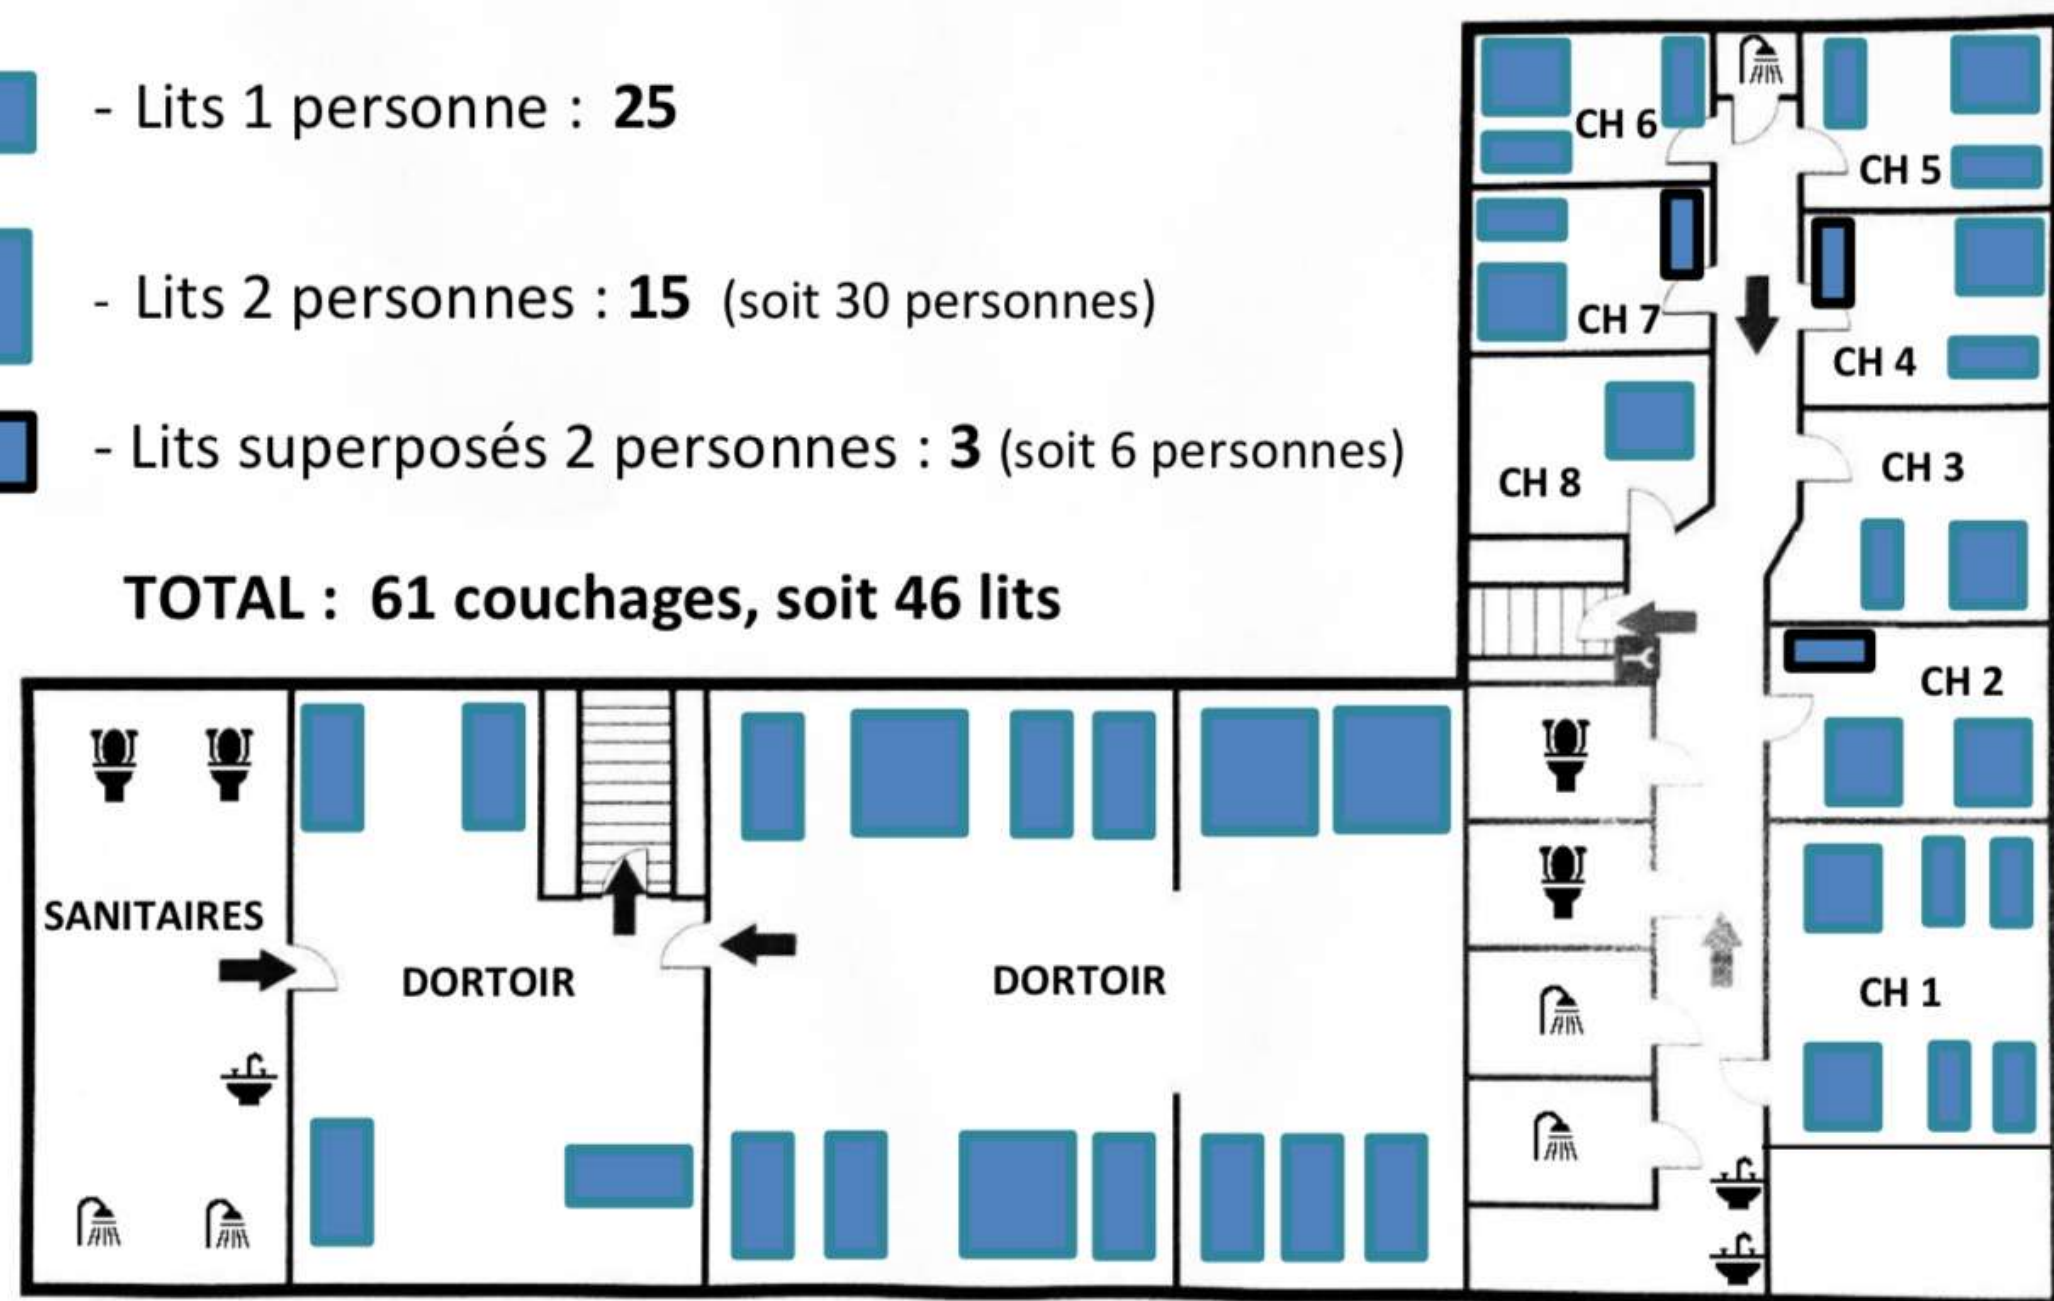 - Lits 1 personne : 25
- Lits 2 personnes : 15 (soit 30 personnes)
- Lits superposés 2 personnes : 3 (soit 6 personnes)
TOTAL : 61 couchages, soit 46 lits
CH 6
CH 5
CH 7
CH 4
CH 8
CH 3
CH 2
SANITAIRES
DORTOIR
DORTOIR
CH 1